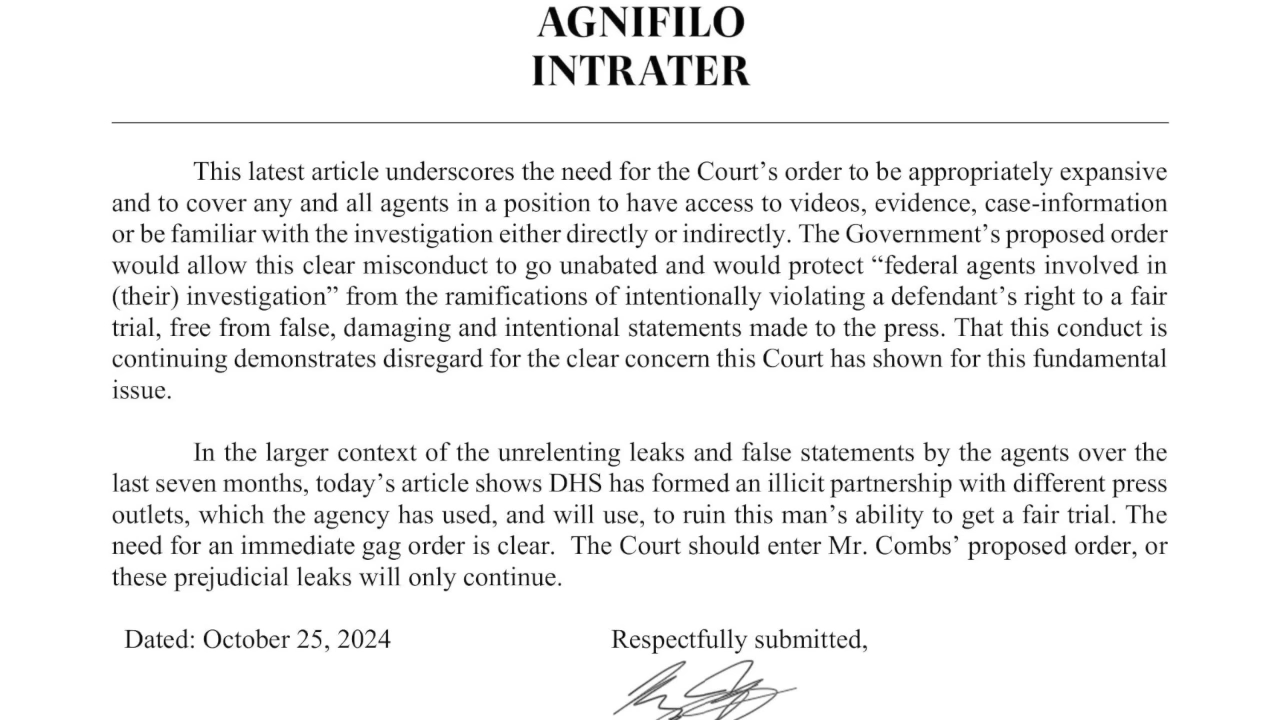 AGNIFILO
INTRATER
This latest article underscores the need for the Court’s order to be appropriately expansive
and to cover any and all agents in a position to have access to videos, evidence, case-information
or be familiar with the investigation either directly or indirectly. The Government’s proposed order
would allow this clear misconduct to go unabated and would protect “federal agents involved in
(their) investigation” from the ramifications of intentionally violating a defendant’s right to a fair
trial, free from false, damaging and intentional statements made to the press. That this conduct is
continuing demonstrates disregard for the clear concern this Court has shown for this fundamental
issue.
In the larger context of the unrelenting leaks and false statements by the agents over the
last seven months, today’s article shows DHS has formed an illicit partnership with different press
outlets, which the agency has used, and will use, to ruin this man’s ability to get a fair trial. The
need for an immediate gag order is clear.  The Court should enter Mr. Combs’ proposed order, or
these prejudicial leaks will only continue.
Dated: October 25, 2024
Respectfully submitted,